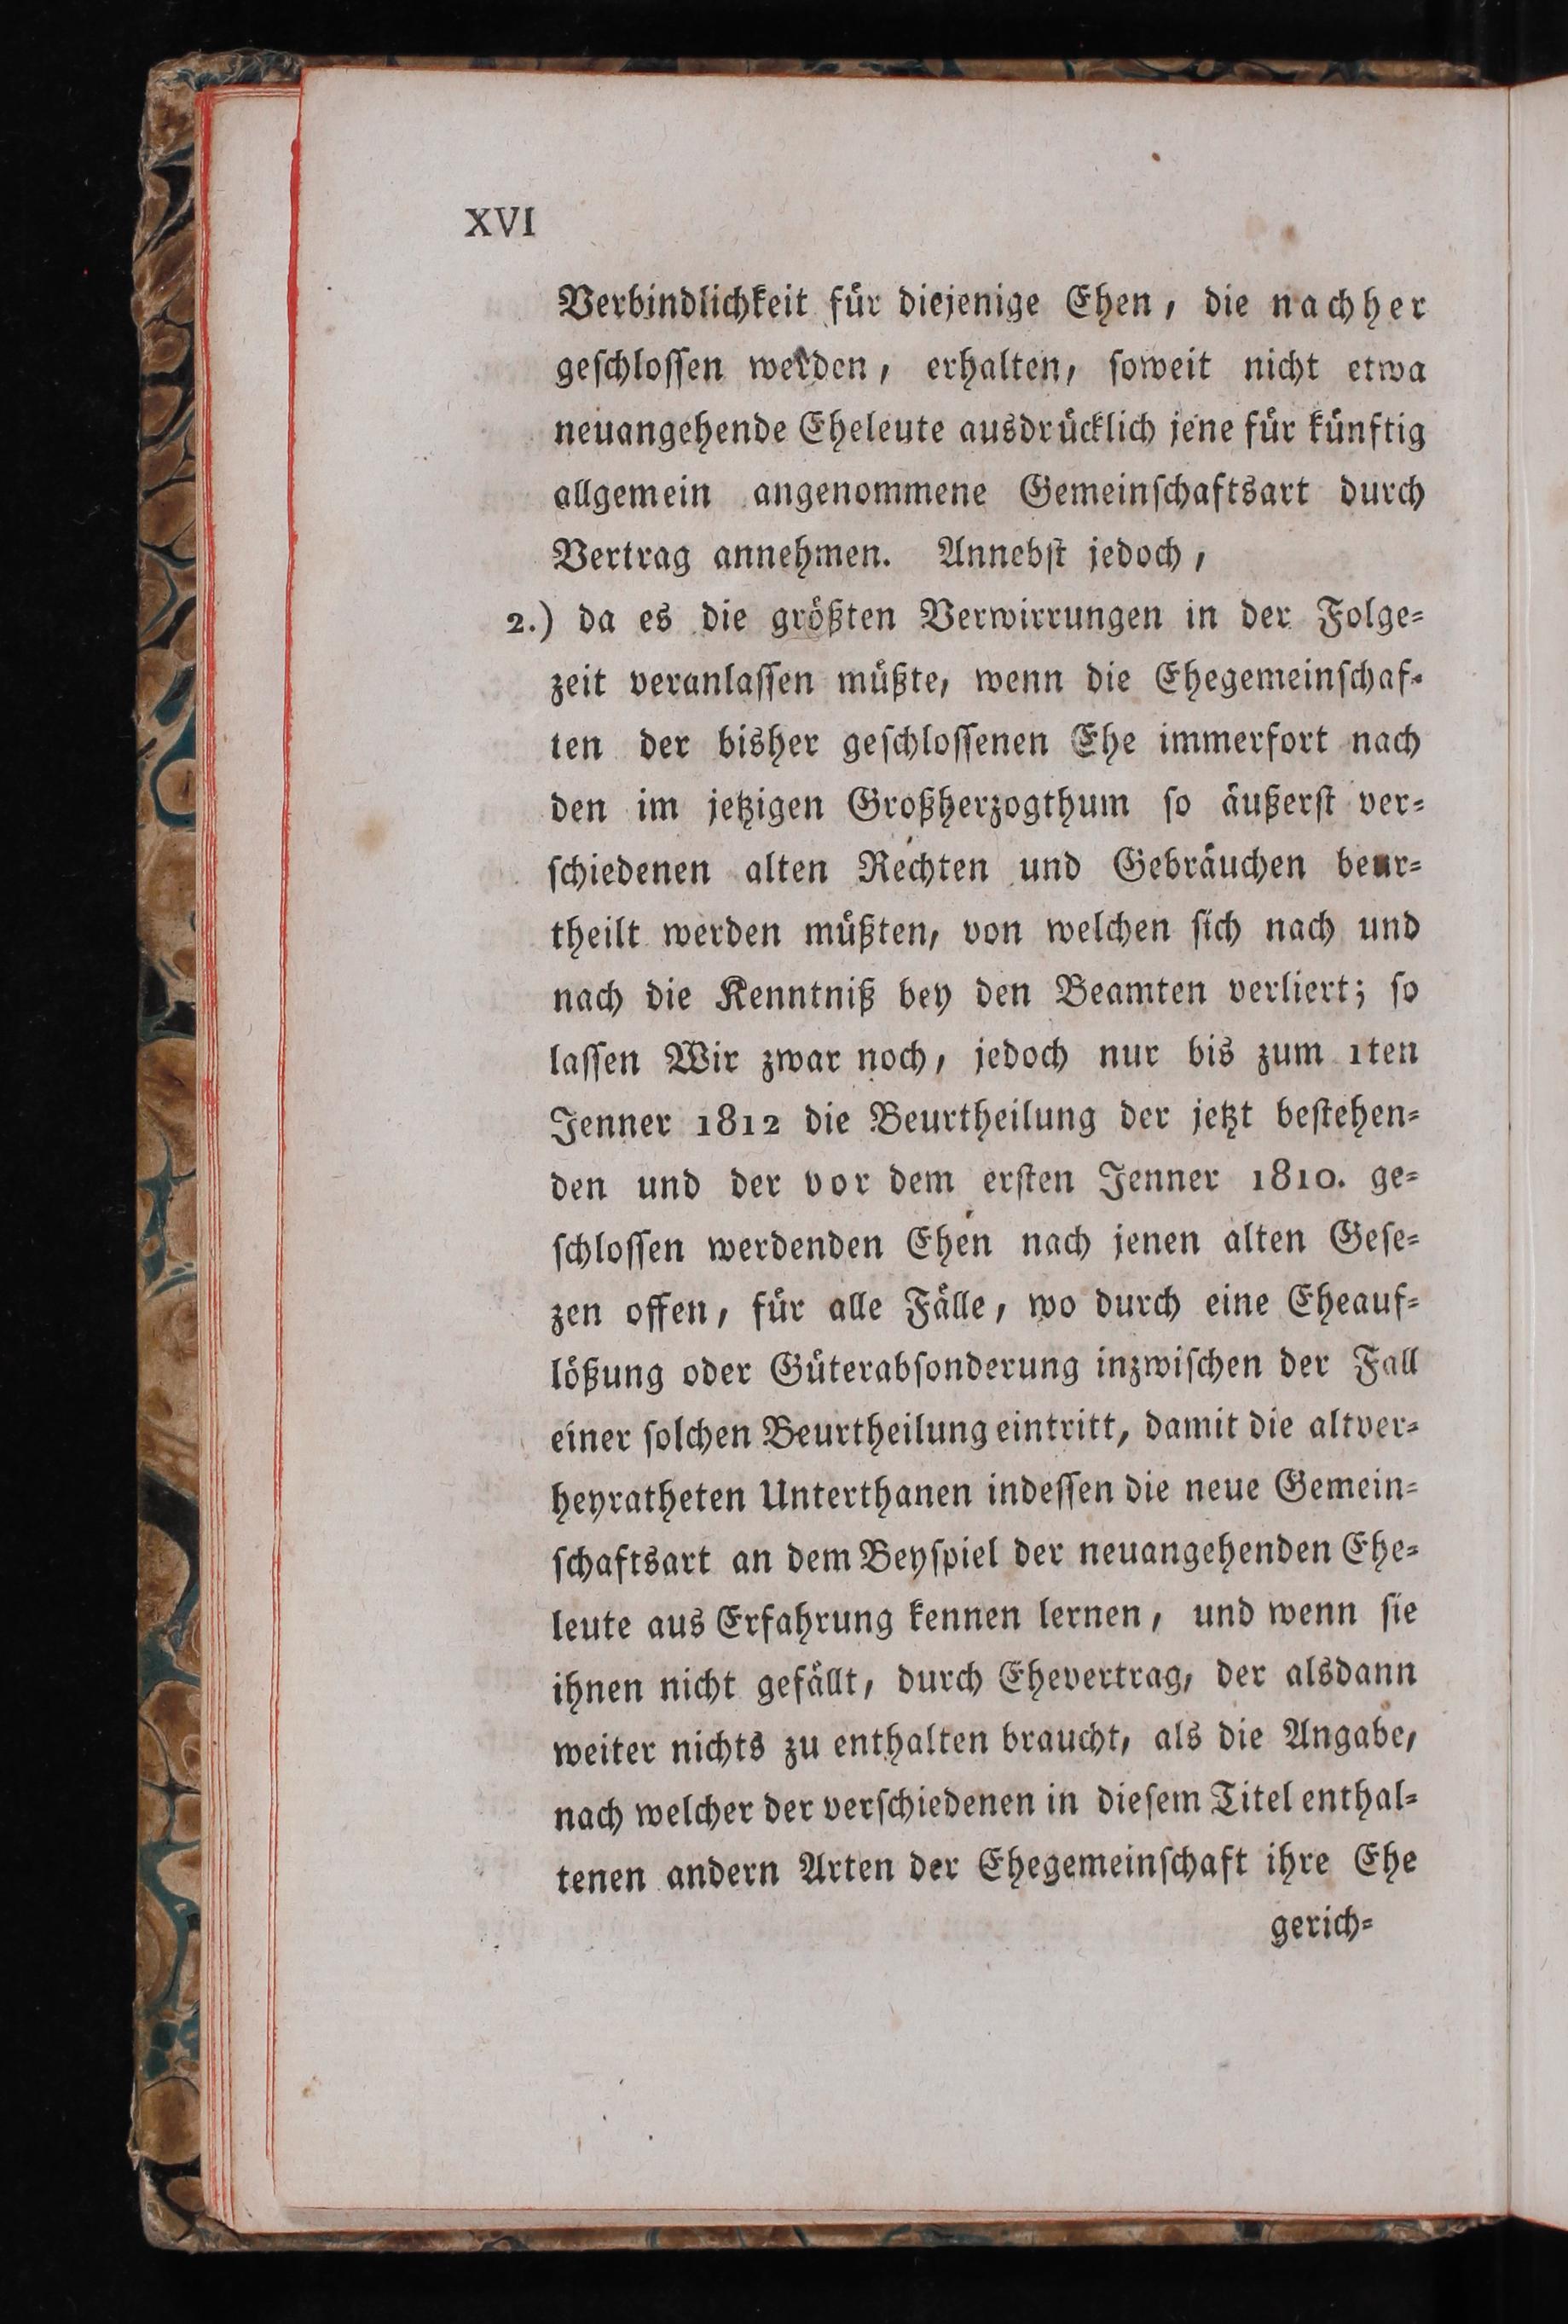 XVI
Verbindlichkeit für diejenige Ehen, die nachher
geſchloſſen werden, erhalten, ſoweit nicht etwa
neuangehende Eheleute ausdrücklich jene für künftig
allgemein angenommene Gemeinſchaftsart durch
Vertrag annehmen. Annebſt jedoch,
2.) da es die größten Verwirrungen in der Folge=
zeit veranlaſſen müßte, wenn die Ehegemeinſchaf=
ten der bisher geſchloſſenen Ehe immerfort nach
den im jetzigen Großherzogthum ſo äußerſt ver=
ſchiedenen alten Rechten und Gebräuchen beur=
theilt werden müßten, von welchen ſich nach und
nach die Kenntniß bey den Beamten verliert; ſo
laſſen Wir zwar noch, jedoch nur bis zum 1ten
Jenner 1812 die Beurtheilung der jetzt beſtehen=
den und der vor dem erſten Jenner 1810. ge=
ſchloſſen werdenden Ehen nach jenen alten Geſe=
zen offen, für alle Fälle, wo durch eine Eheauf=
lößung oder Güterabſonderung inzwiſchen der Fall
einer ſolchen Beurtheilung eintritt, damit die altver=
heyratheten Unterthanen indeſſen die neue Gemein=
ſchaftsart an dem Beyſpiel der neuangehenden Ehe=
leute aus Erfahrung kennen lernen, und wenn ſie
ihnen nicht gefällt, durch Ehevertrag, der alsdann
weiter nichts zu enthalten braucht, als die Angabe,
nach welcher der verſchiedenen in dieſem Titel enthal=
tenen andern Arten der Ehegemeinſchaft ihre Ehe
gerich=